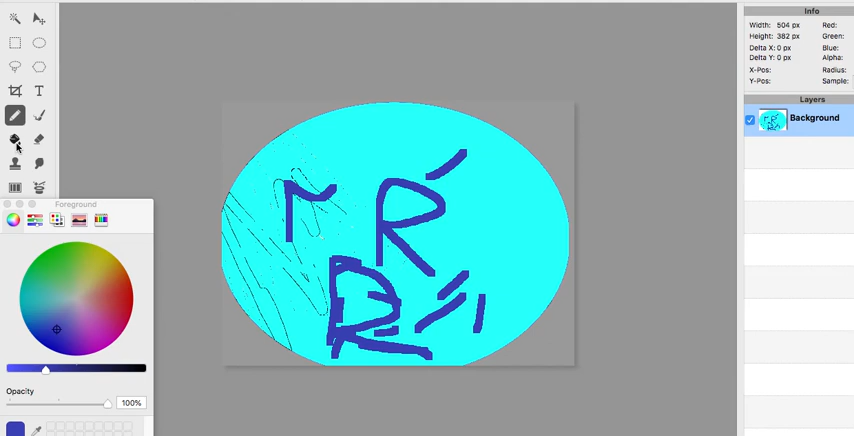 Info
Width: 504 px Red:
Height: 382 px Green:
Delta X: 0 px Blue:
Delta Y: 0 px Alpha:
X-Pos: Radius:
Y-Pos: Sample:
Layers
Background
T
r R
Foreground
Opacity
100%